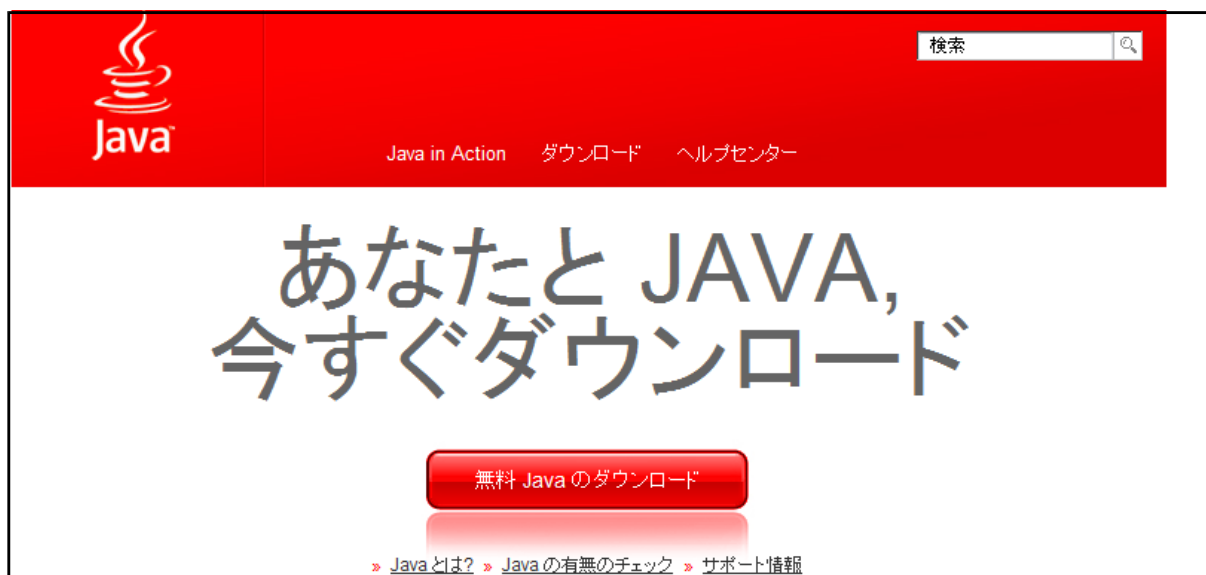 Java™
検索
Java in Action ダウンロード ヘルプセンター
あなたと JAVA,
今すぐダウンロード
無料 Java のダウンロード
» Java とは? » Java の有無のチェック » サポート情報